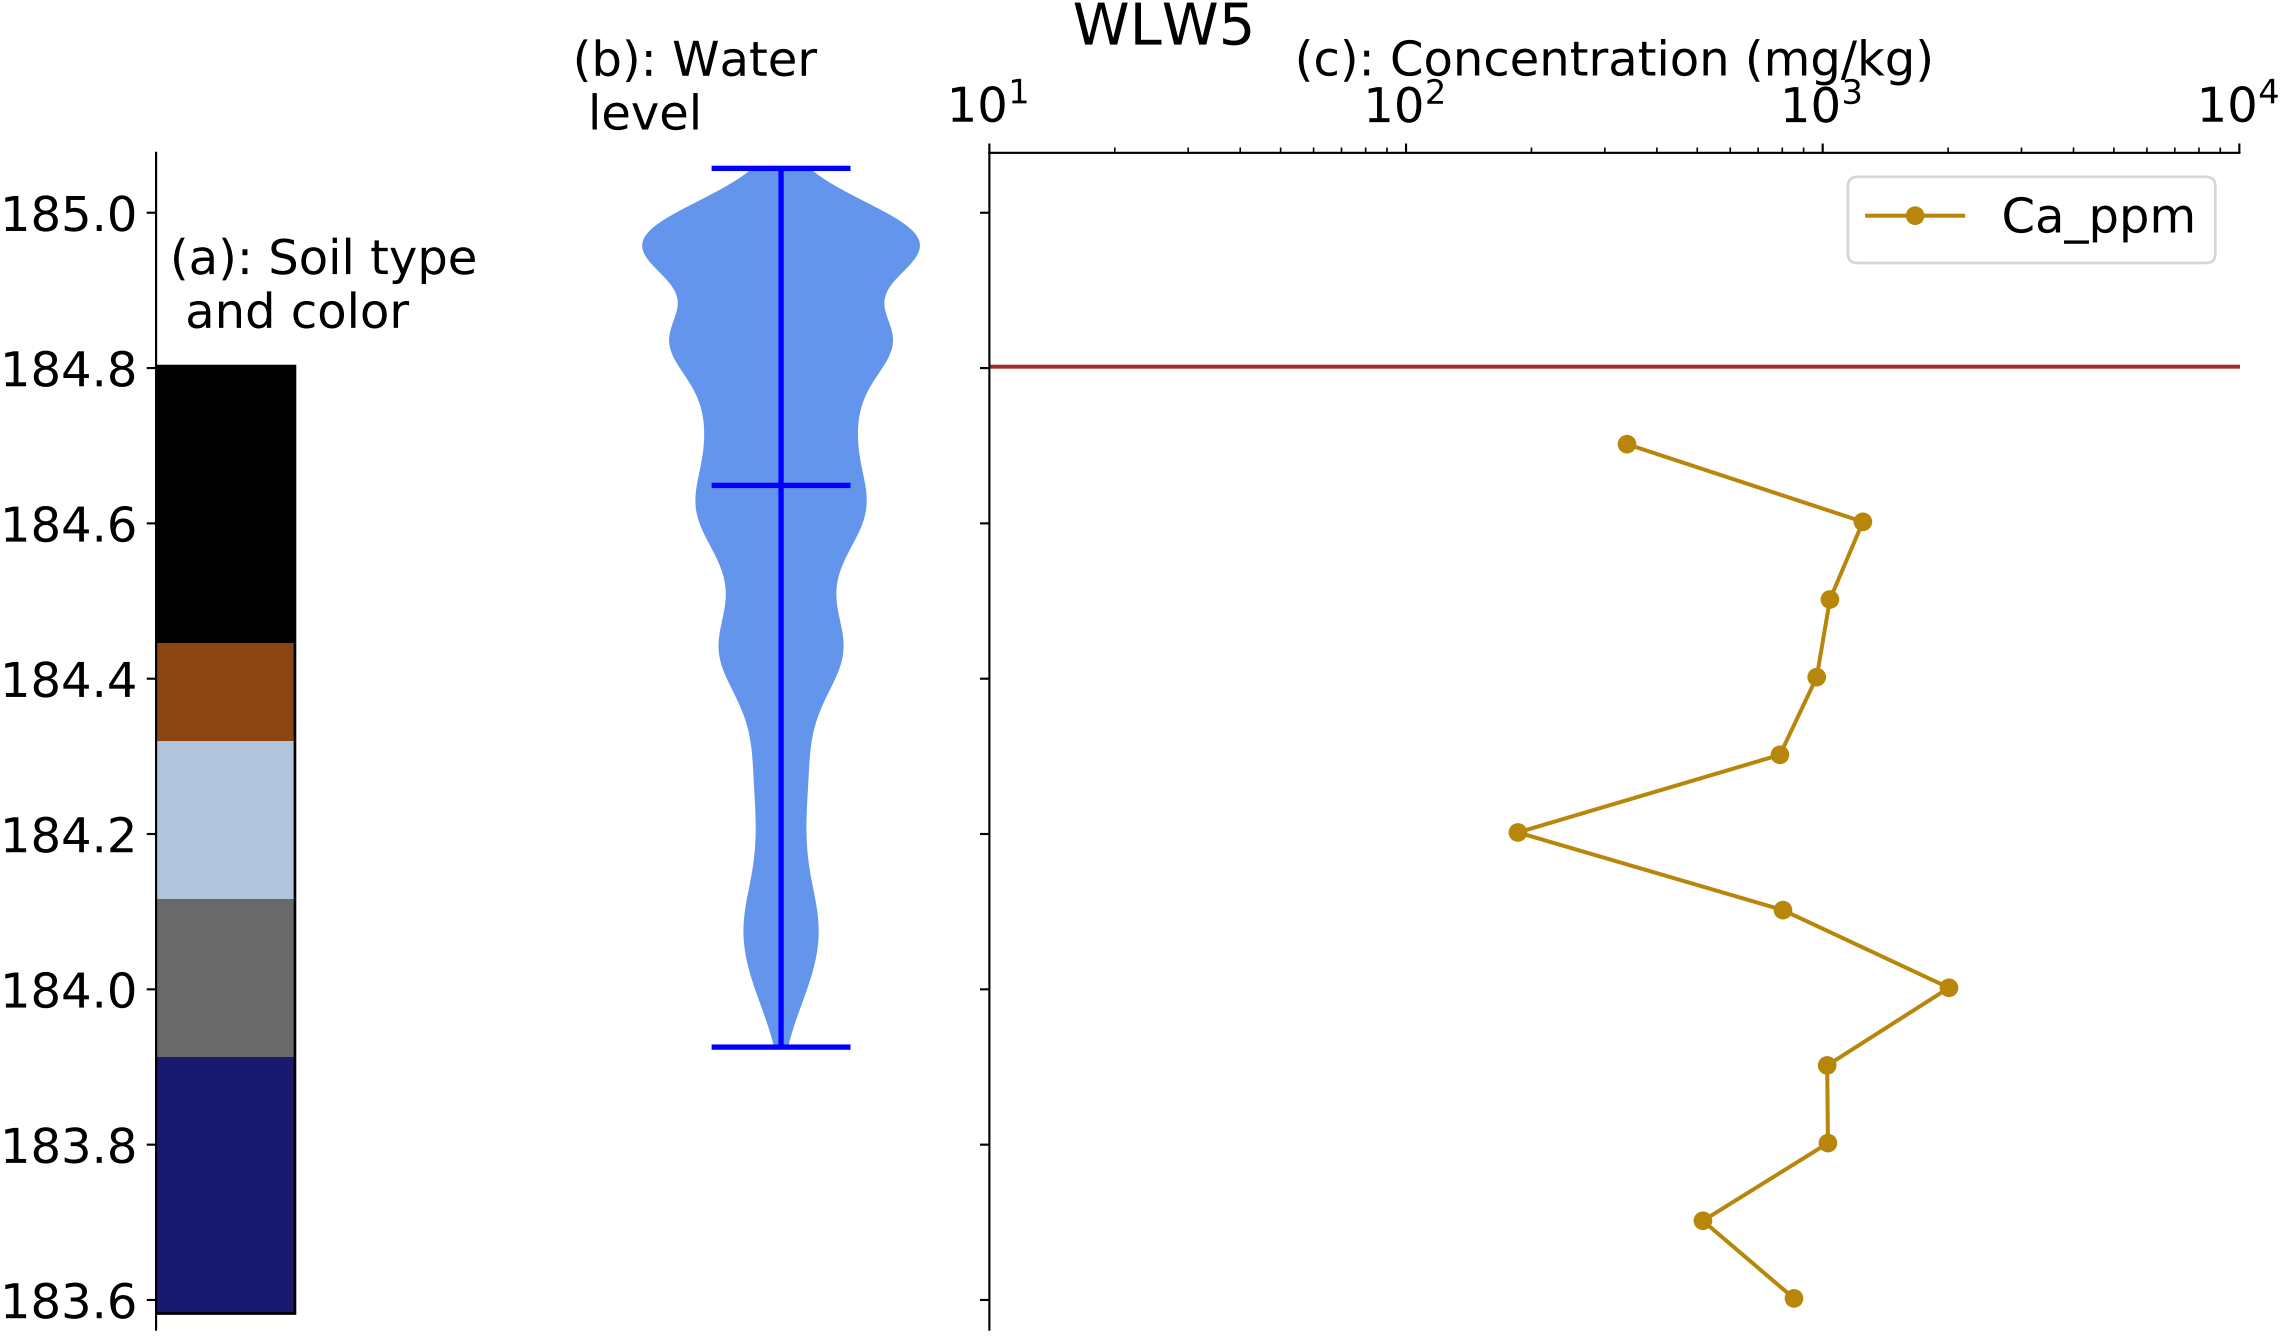 WLW5
(b): Water
level
(c): Concentration (mg/kg)
10¹
10²
10³
10⁴
185.0
Ca_ppm
(a): Soil type
and color
184.8
184.6
184.4
184.2
184.0
183.8
183.6